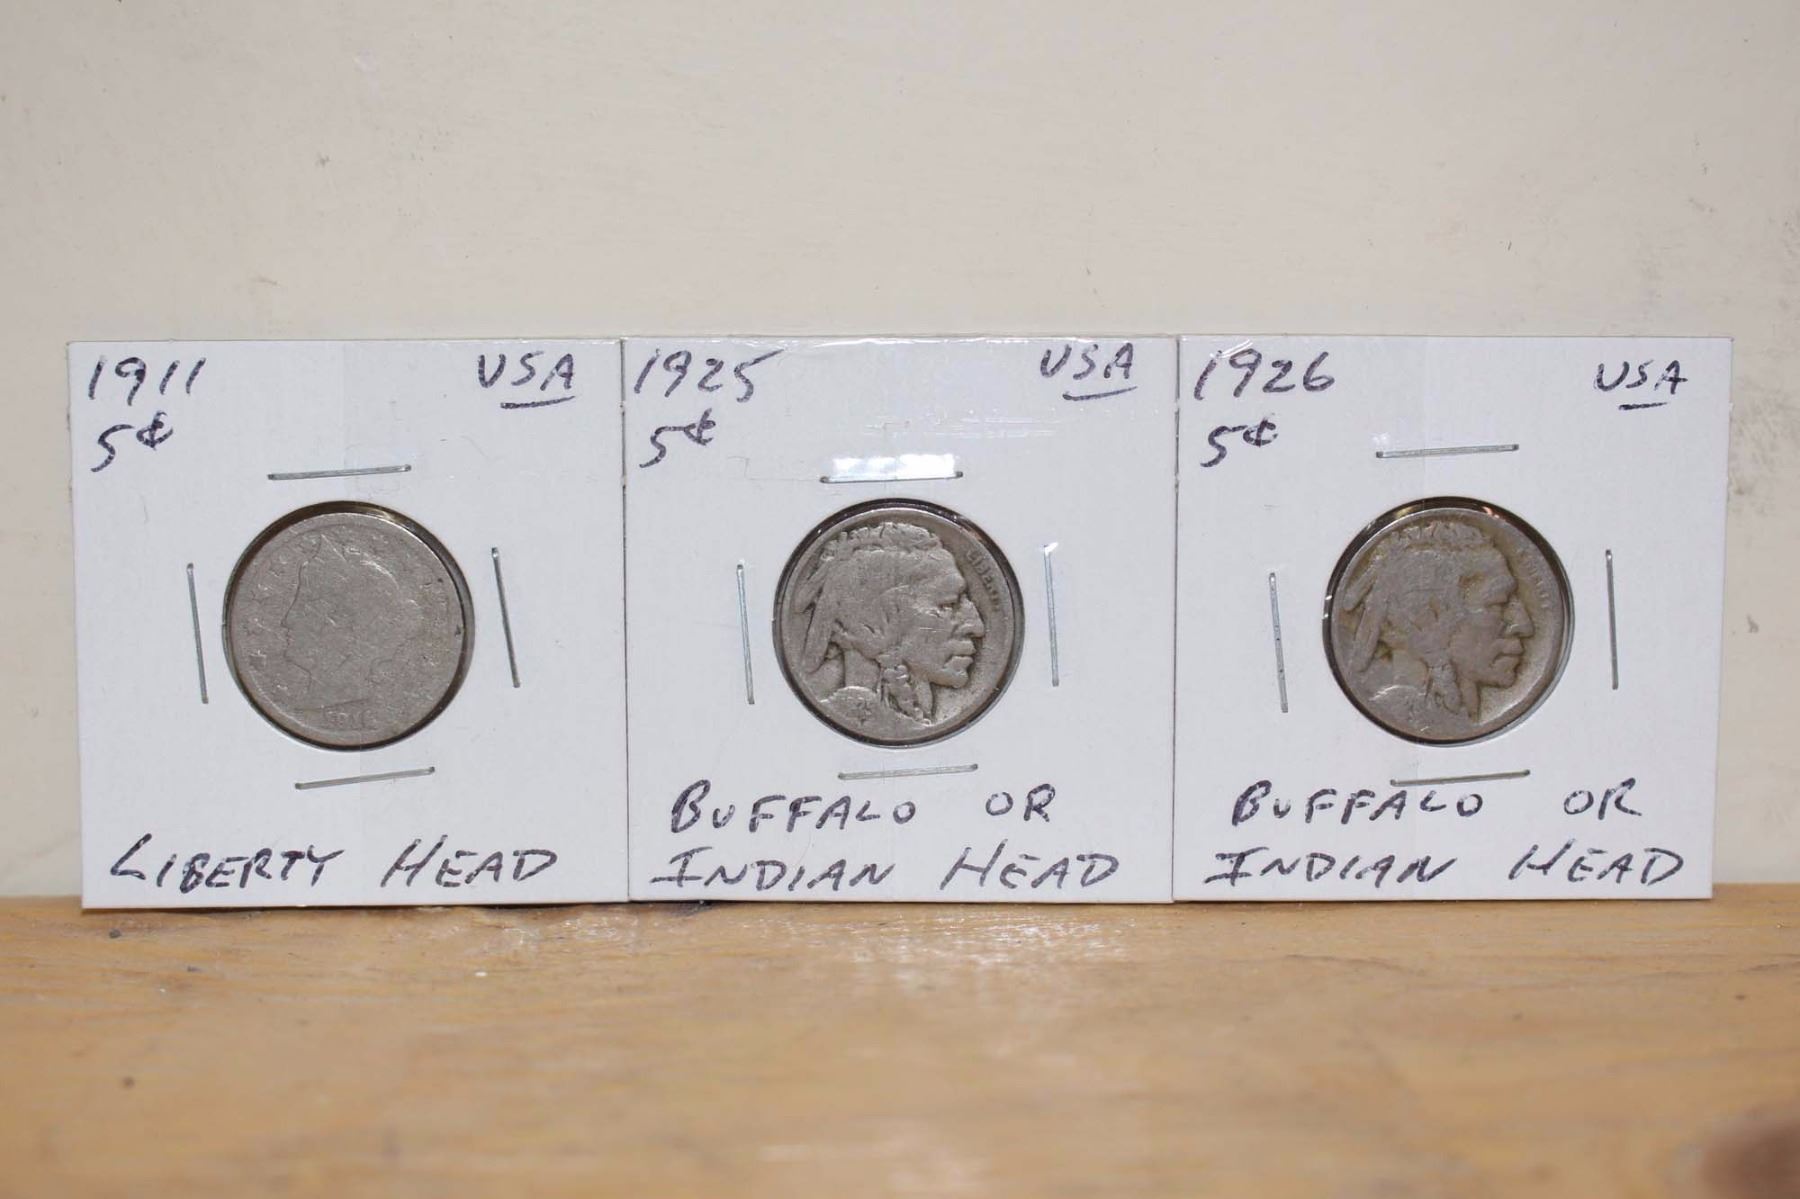 1911 USA
5¢
LIBERTY HEAD
1925 USA
5¢
LIBERTY
BUFFALO OR
INDIAN HEAD
1926 USA
5¢
BUFFALO OR
INDIAN HEAD